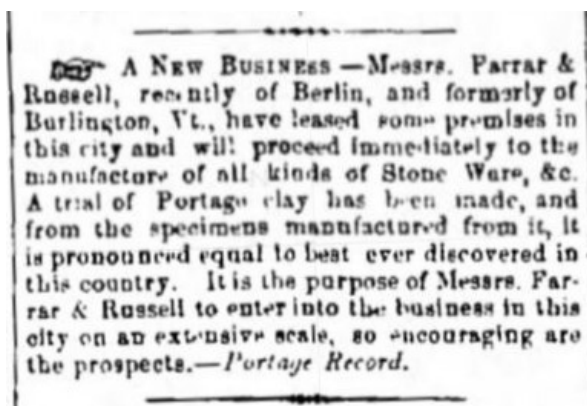 A NEW BUSINESS—Messrs. Farrar &
Russell, recently of Berlin, and formerly of
Burlington, Vt., have leased some premises in
this city and will proceed immediately to the
manufacture of all kinds of Stone Ware, &c.
A trial of Portage clay has been made, and
from the specimens manufactured from it, it
is pronounced equal to best ever discovered in
this country. It is the purpose of Messrs. Far-
rar & Russell to enter into the business in this
city on an extensive scale, so encouraging are
the prospects.—Portage Record.